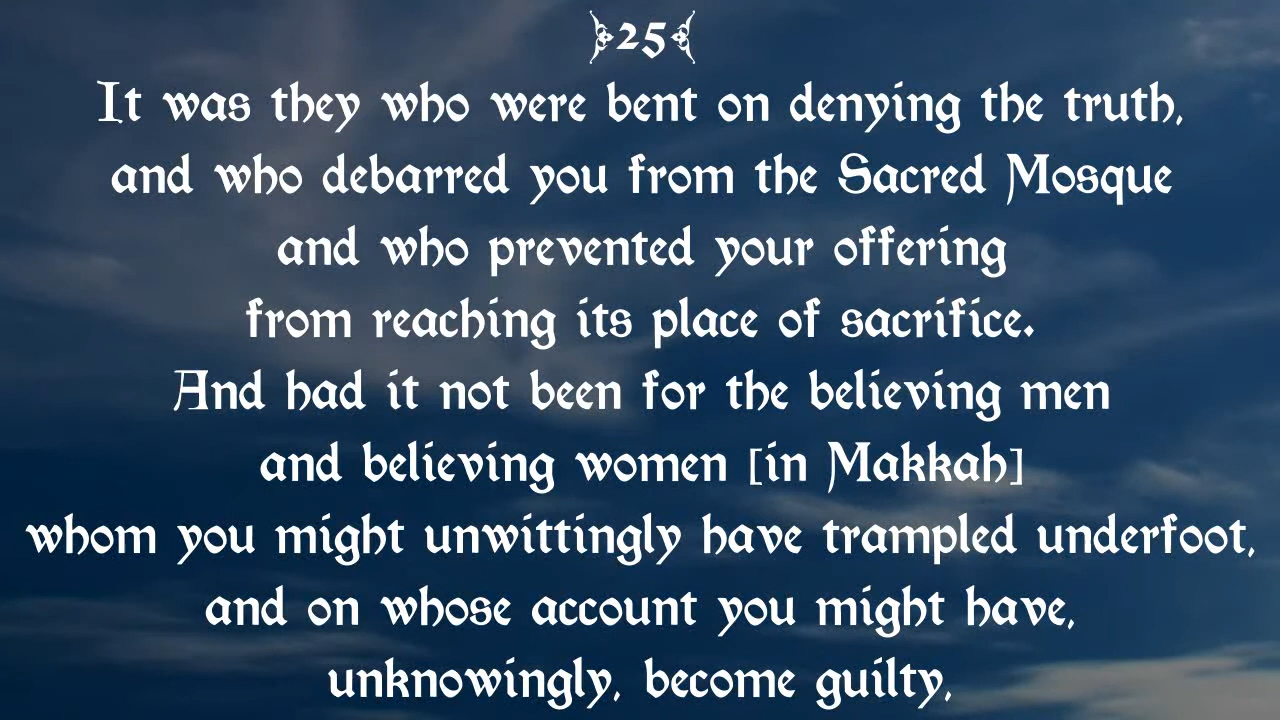 25
It was they who were bent on denying the truth,
and who debarred you from the Sacred Mosque
and who prevented your offering
from reaching its place of sacrifice.
And had it not been for the believing men
and believing women [in Makkah]
whom you might unwittingly have trampled underfoot,
and on whose account you might have,
unknowingly, become guilty,